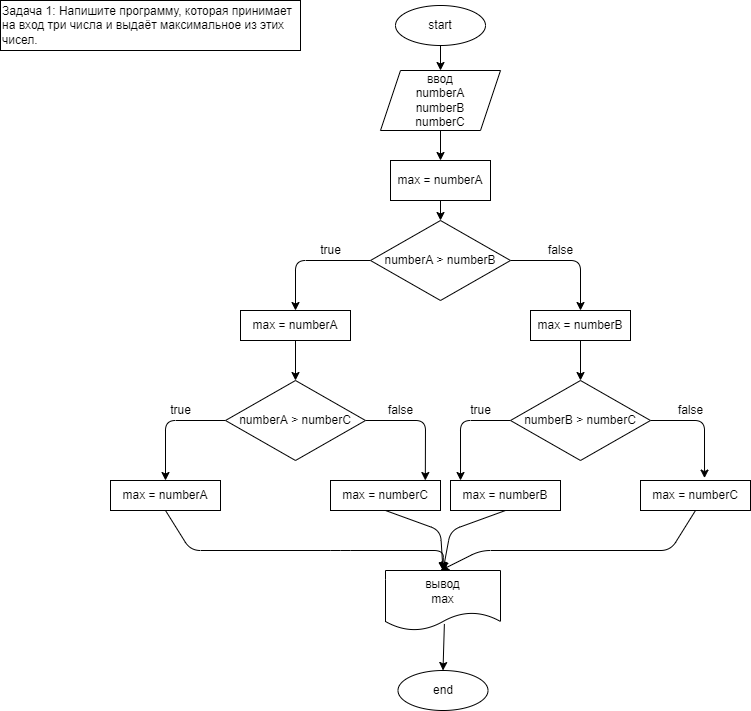 Задача 1: Напишите программу, которая принимает
на вход три числа и выдаёт максимальное из этих
чисел.
start
ввод
numberA
numberB
numberC
max = numberA
true
numberA > numberB
false
max = numberA
max = numberB
true
numberA > numberC
false
true
numberB > numberC
false
max = numberA
max = numberC
max = numberB
max = numberC
вывод
max
end